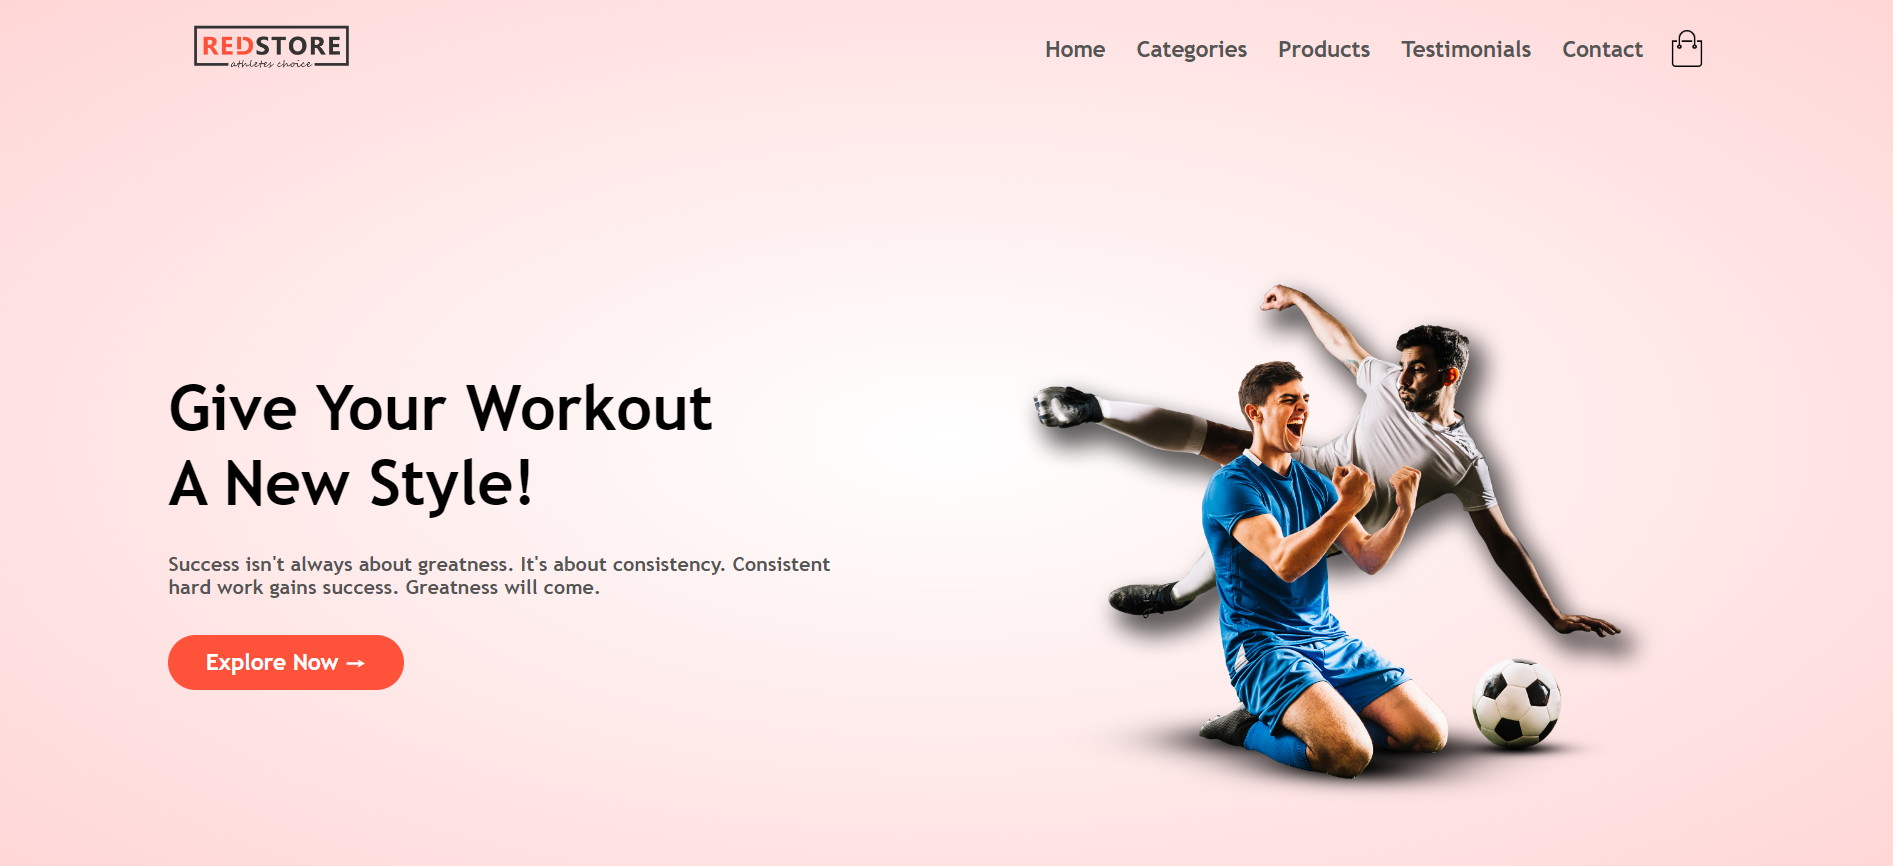 REDSTORE
athletes choice
Home Categories Products Testimonials Contact
Give Your Workout
A New Style!
Success isn't always about greatness. It's about consistency. Consistent
hard work gains success. Greatness will come.
Explore Now →